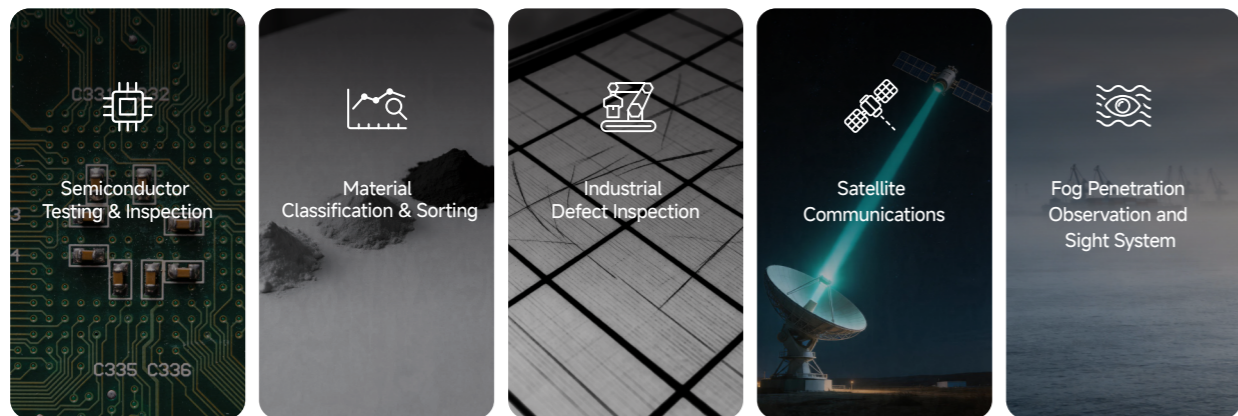 Semiconductor
Testing & Inspection
C335 C336
Material
Classification & Sorting
Industrial
Defect Inspection
Satellite
Communications
Fog Penetration
Observation and
Sight System